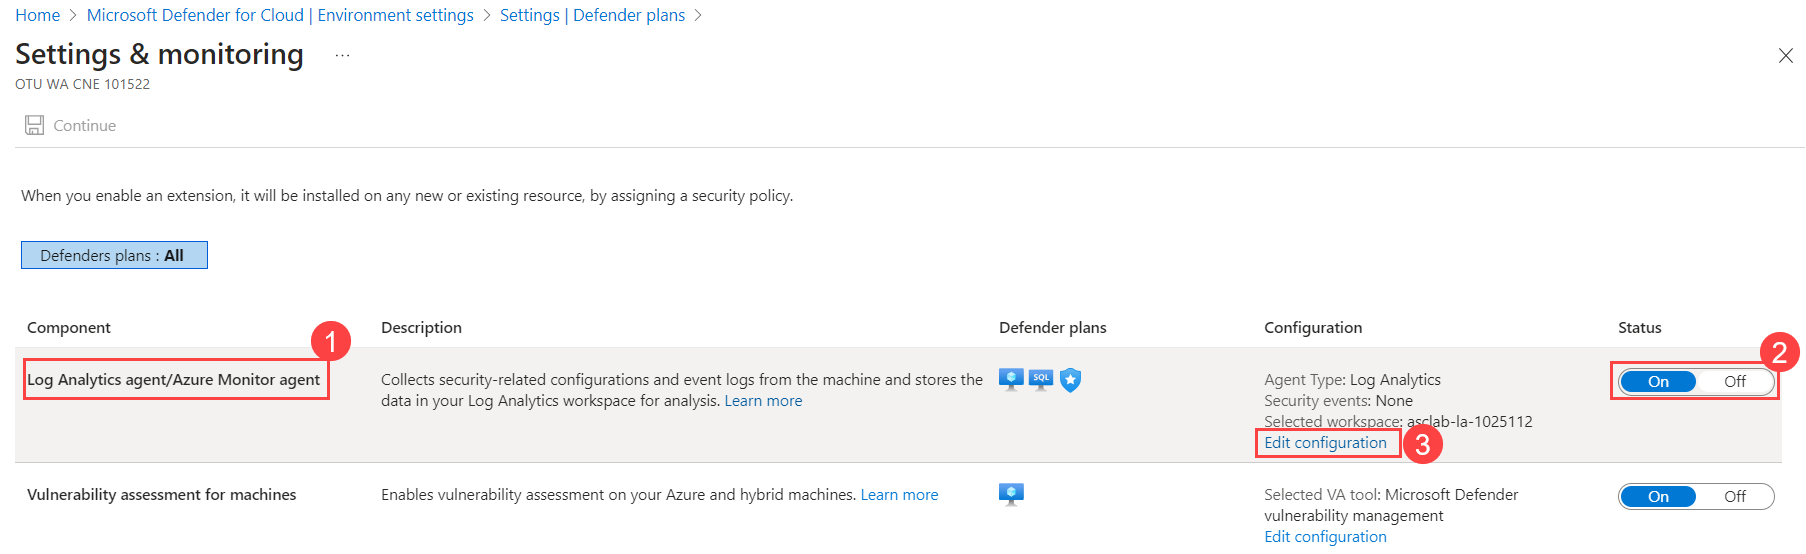 Home > Microsoft Defender for Cloud | Environment settings > Settings | Defender plans >
Settings & monitoring ...
OTU WA CNE 101522
Continue
When you enable an extension, it will be installed on any new or existing resource, by assigning a security policy.
Defenders plans : All
Component Description Defender plans Configuration Status
1
2
Log Analytics agent/Azure Monitor agent
Collects security-related configurations and event logs from the machine and stores the
data in your Log Analytics workspace for analysis. Learn more
SQL
Agent Type: Log Analytics
Security events: None
Selected workspace: asclab-la-1025112
Edit configuration
3
On Off
Vulnerability assessment for machines
Enables vulnerability assessment on your Azure and hybrid machines. Learn more
Selected VA tool: Microsoft Defender
vulnerability management
Edit configuration
On Off